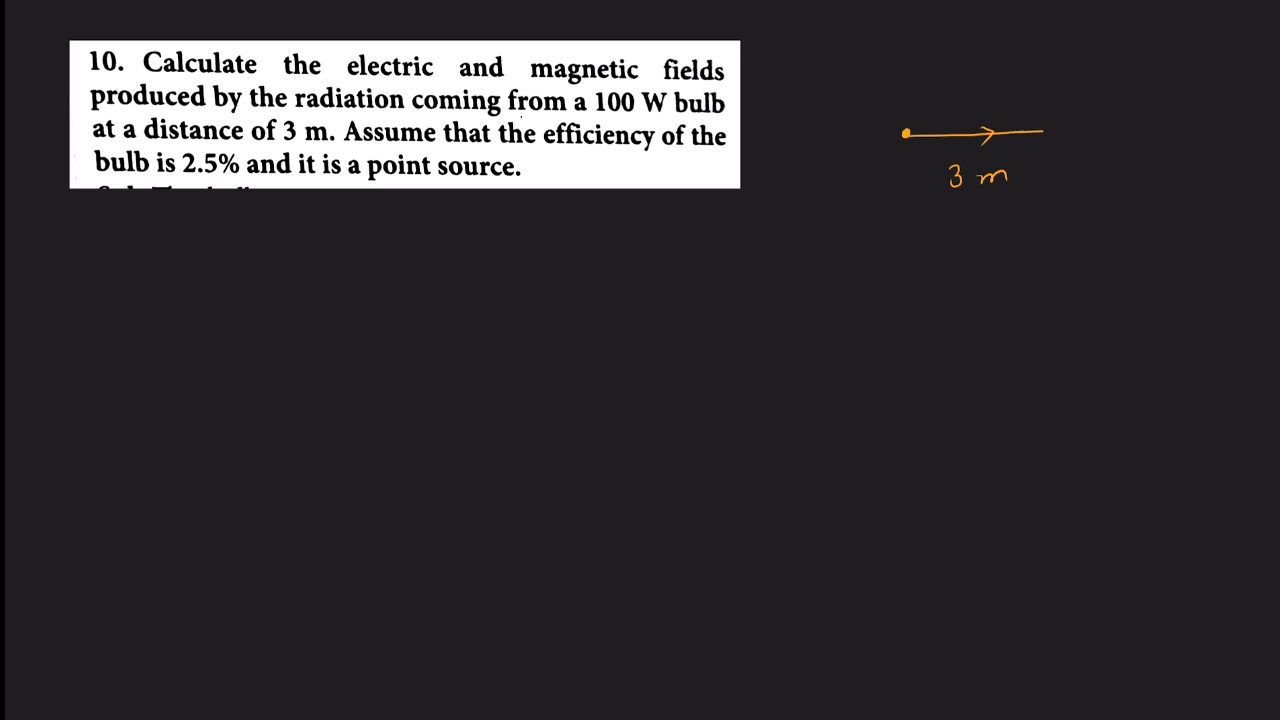 10. Calculate the electric and magnetic fields
produced by the radiation coming from a 100 W bulb
at a distance of 3 m. Assume that the efficiency of the
bulb is 2.5% and it is a point source.
3 m